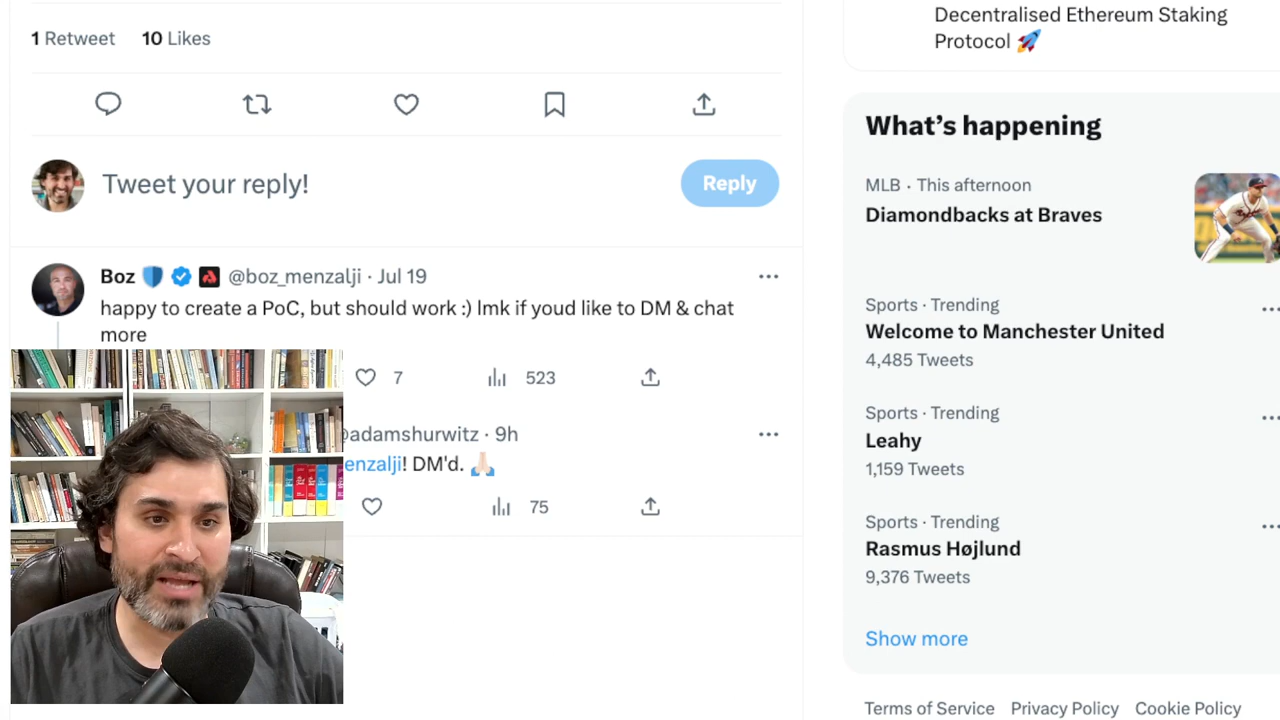 1 Retweet 10 Likes
Tweet your reply!
Reply
Boz @boz_menzalji · Jul 19
happy to create a PoC, but should work :) lmk if youd like to DM & chat
more
7 523
adamshurwitz · 9h
enzalji! DM'd. 🙏🏻
75
Decentralised Ethereum Staking
Protocol 🚀
What's happening
MLB · This afternoon
Diamondbacks at Braves
Sports · Trending
Welcome to Manchester United
4,485 Tweets
Sports · Trending
Leahy
1,159 Tweets
Sports · Trending
Rasmus Højlund
9,376 Tweets
Show more
Terms of Service Privacy Policy Cookie Policy